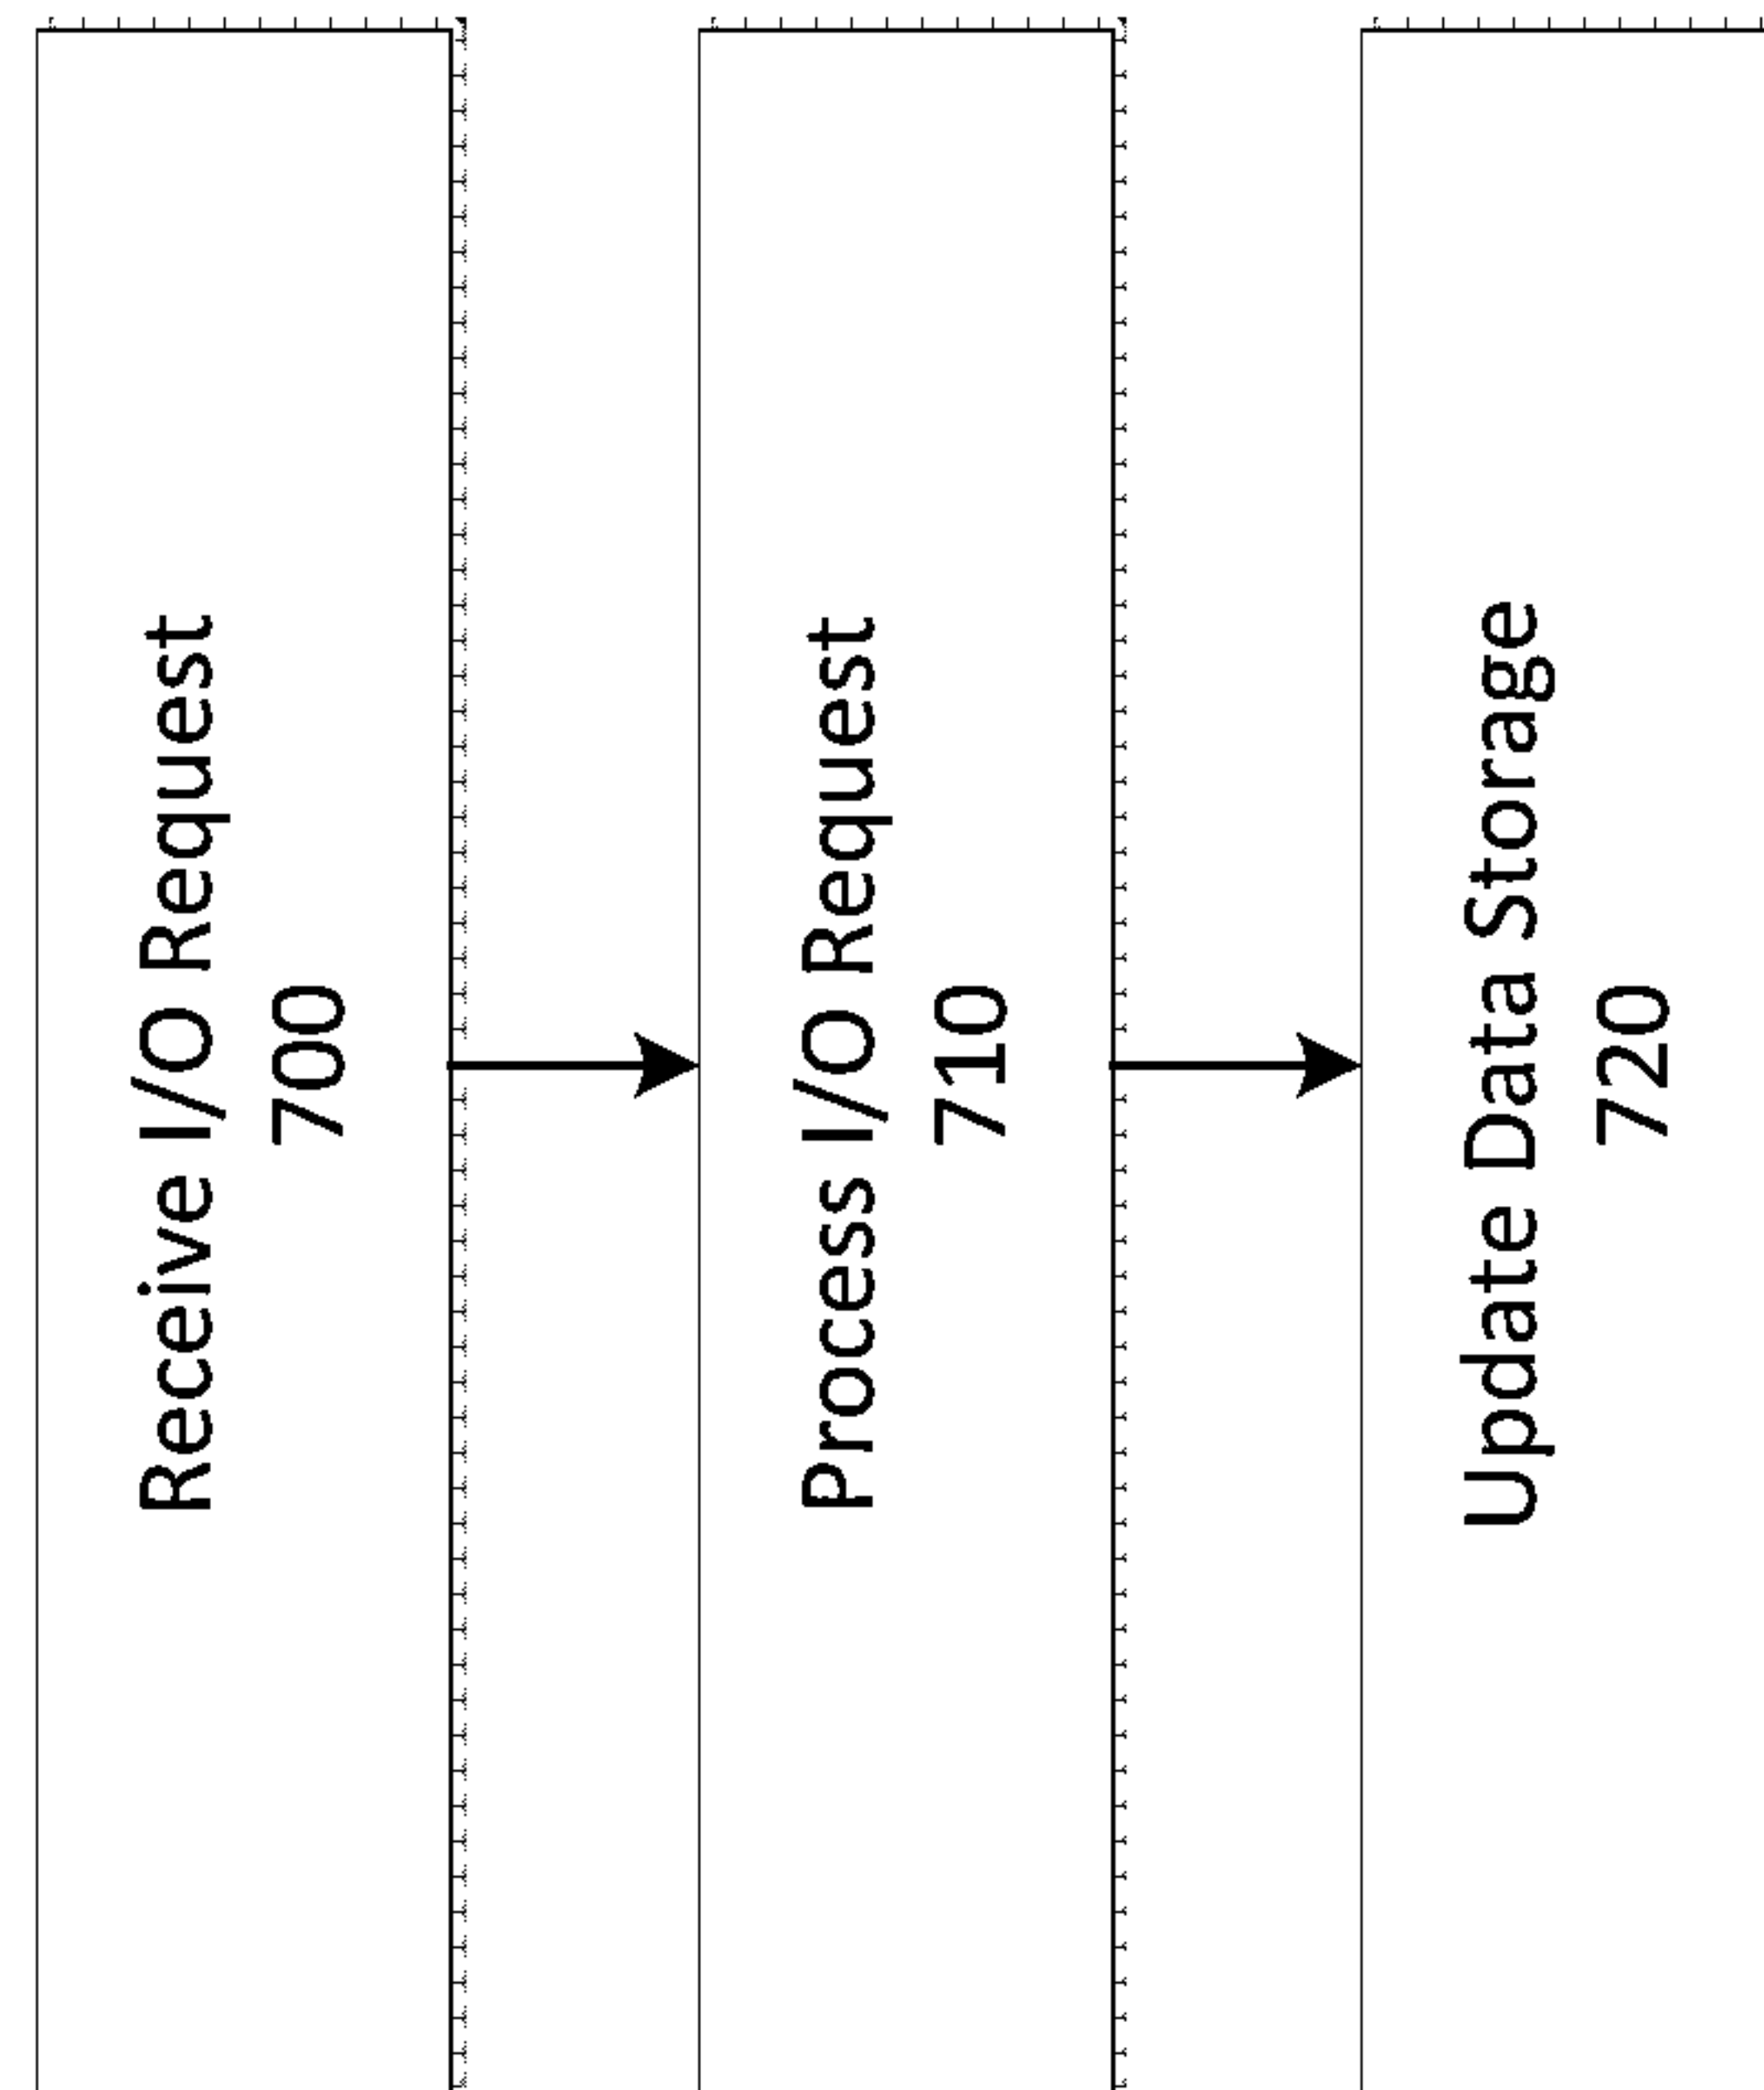 Receive I/O Request
700
Process I/O Request
710
Update Data Storage
720